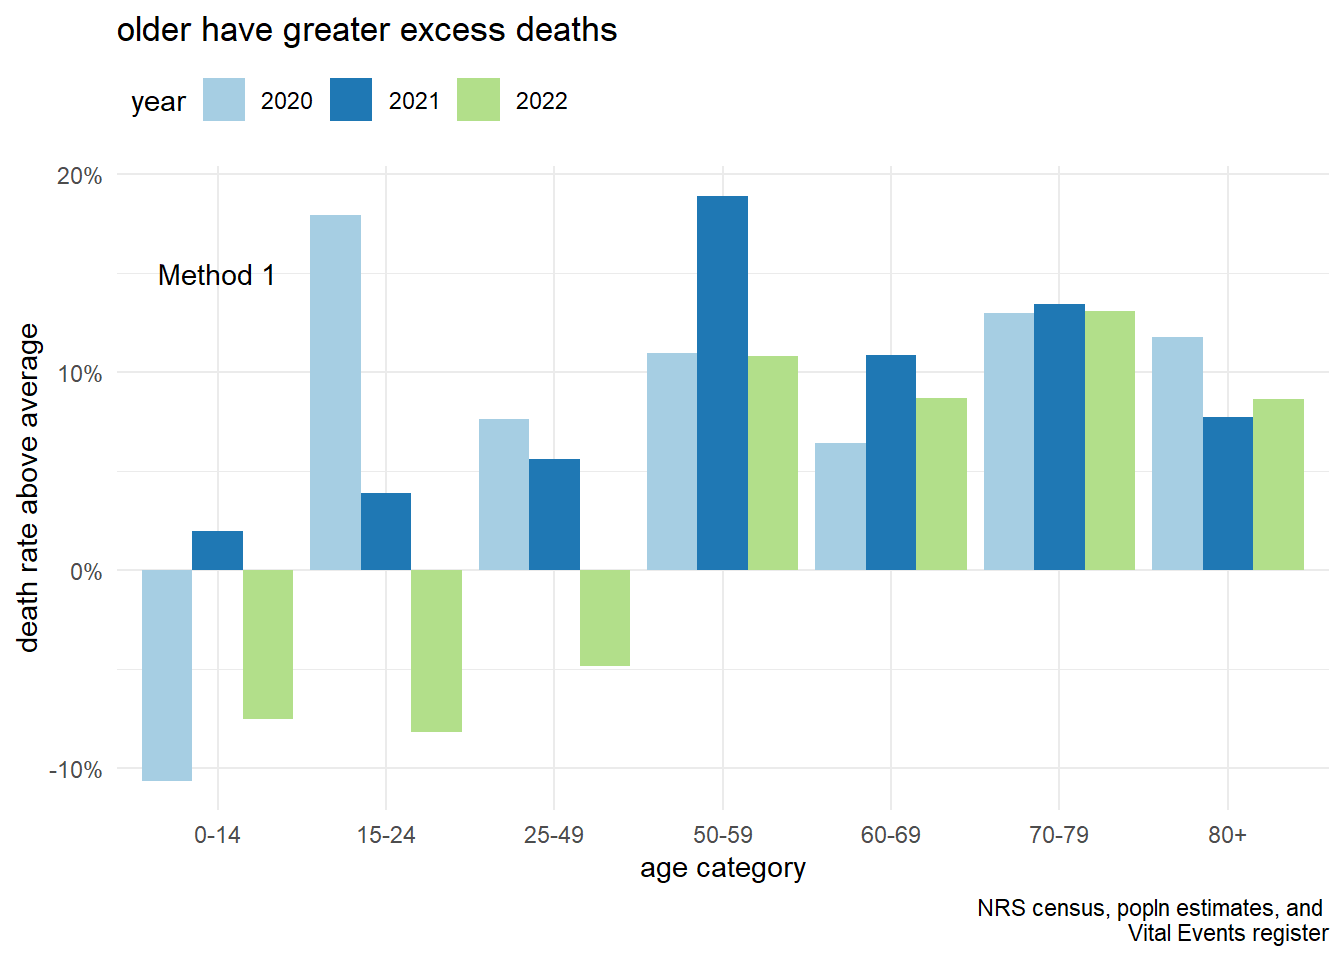 older have greater excess deaths
year 2020 2021 2022
20%
Method 1
10%
0%
-10%
death rate above average
0-14 15-24 25-49 50-59 60-69 70-79 80+
age category
NRS census, popln estimates, and
Vital Events register